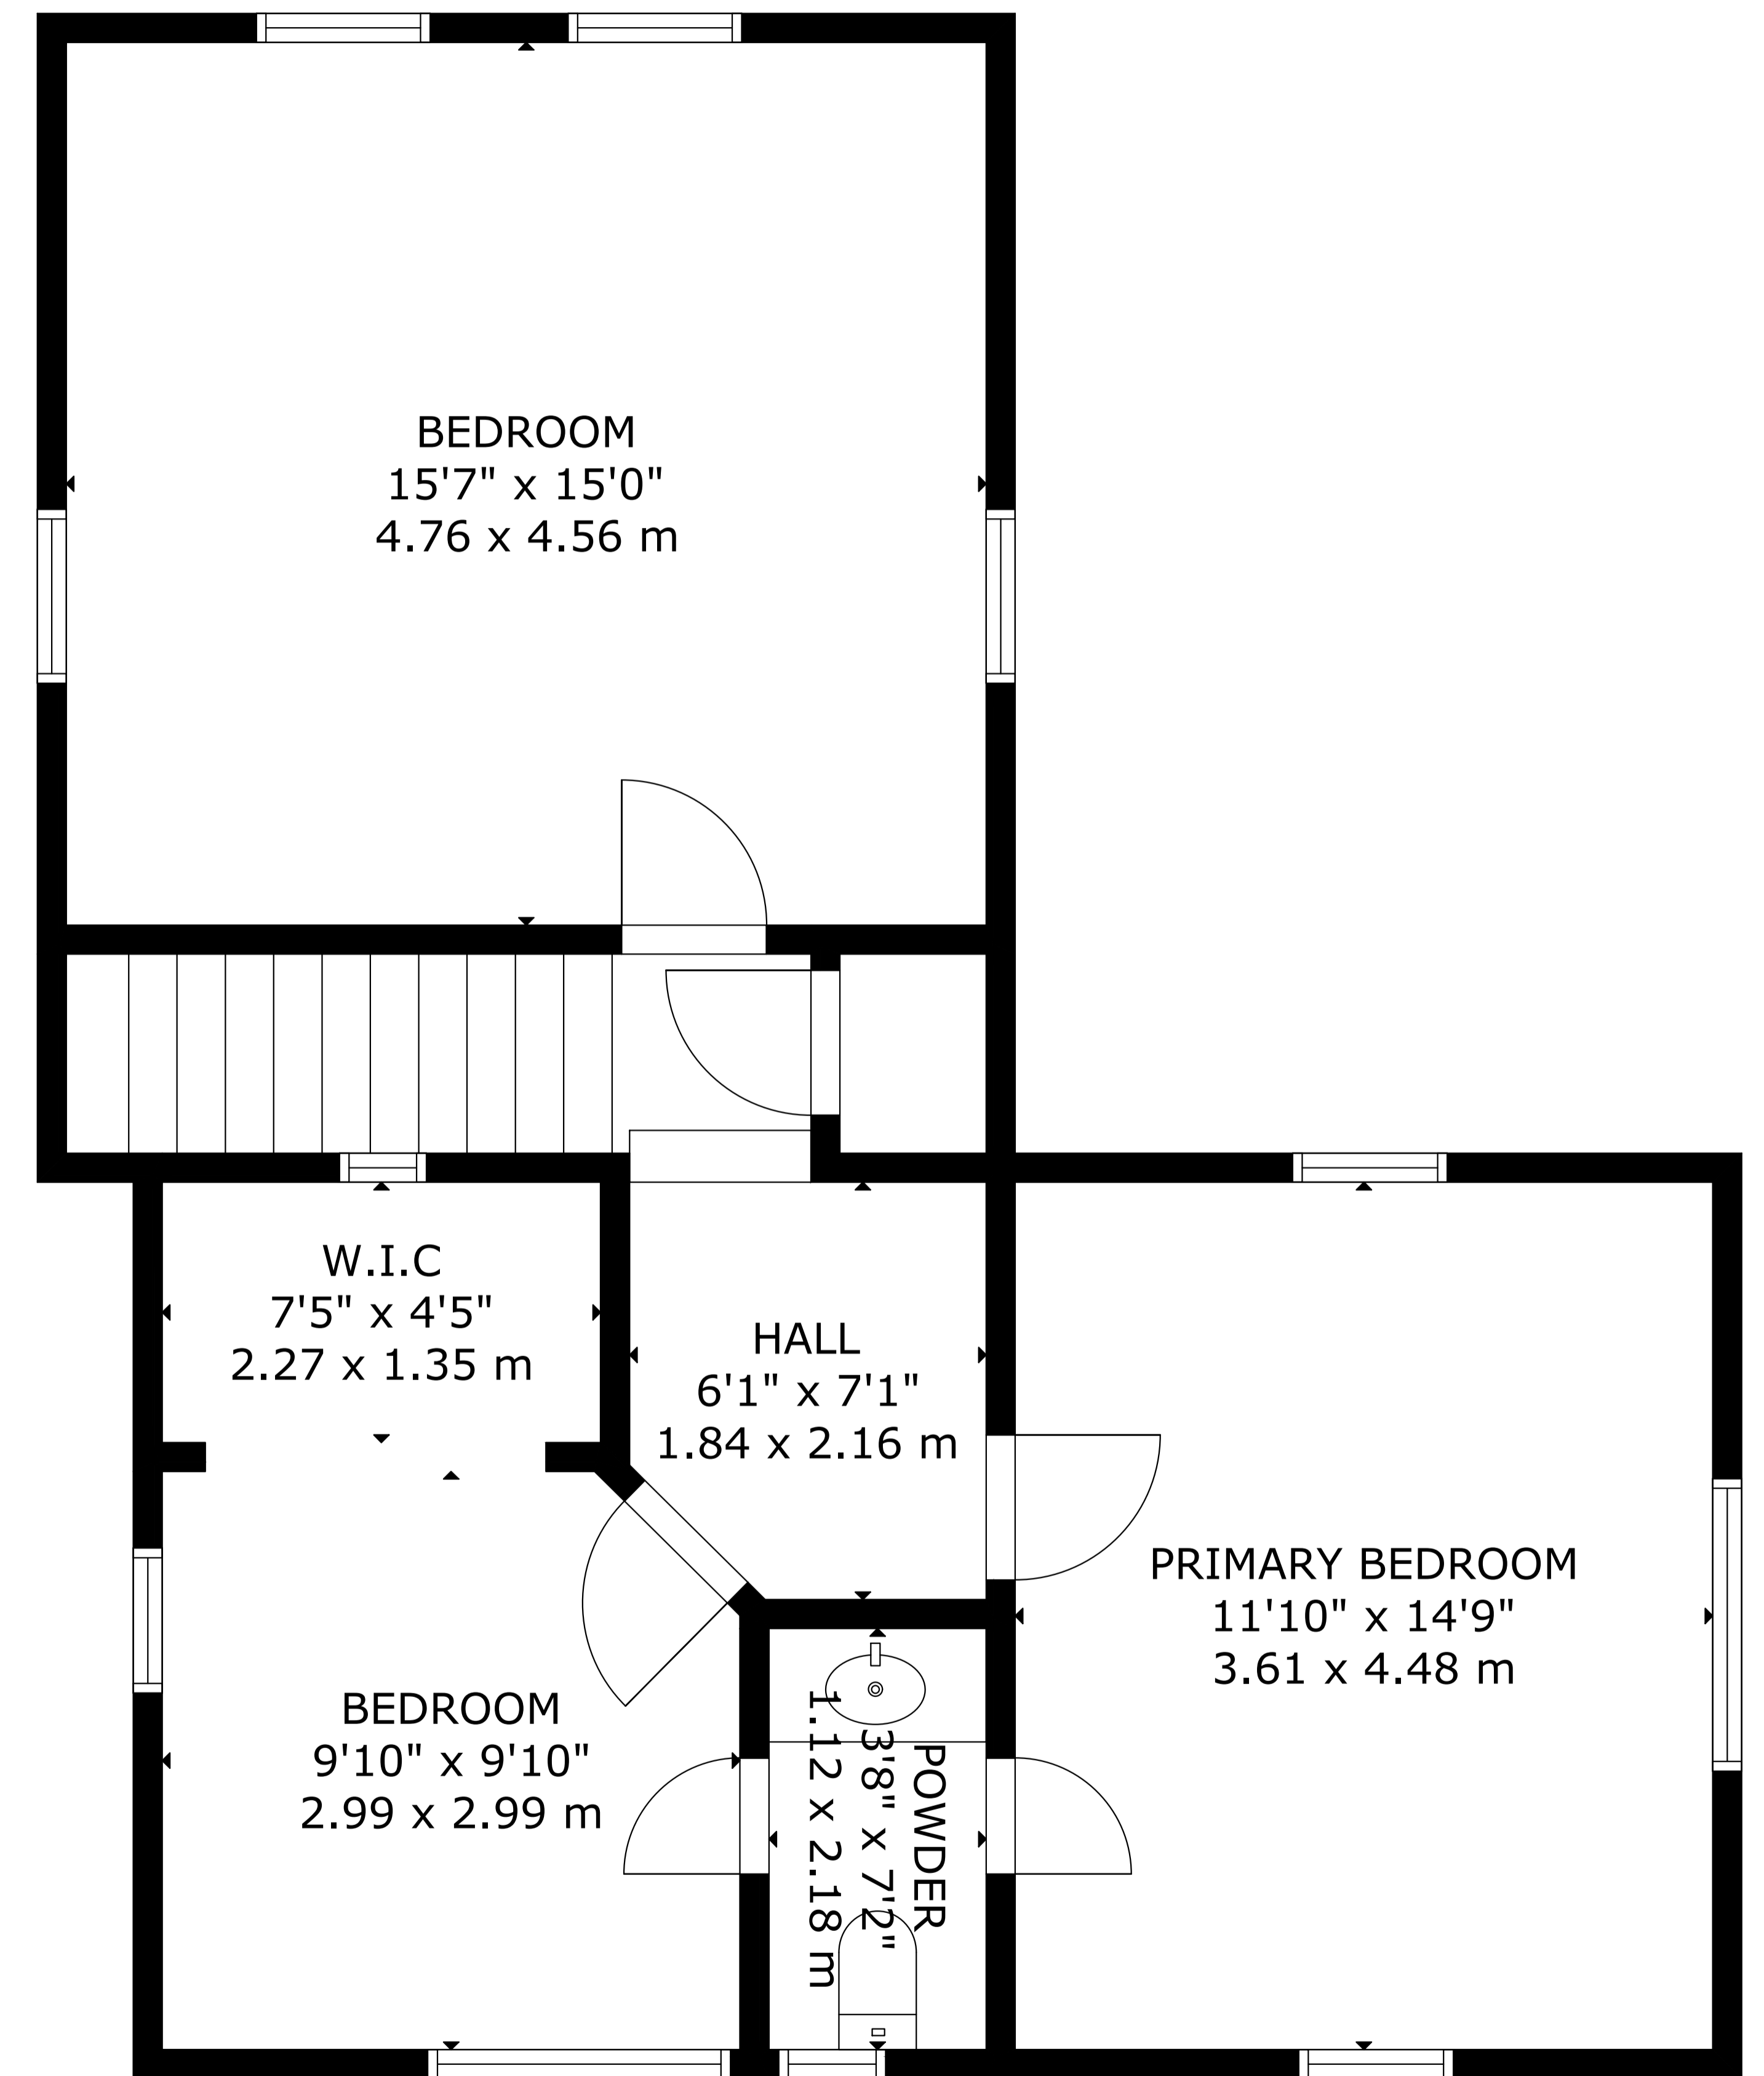 BEDROOM
15'7" x 15'0"
4.76 x 4.56 m
W.I.C
7'5" x 4'5"
2.27 x 1.35 m
HALL
6'1" x 7'1"
1.84 x 2.16 m
PRIMARY BEDROOM
11'10" x 14'9"
3.61 x 4.48 m
BEDROOM
9'10" x 9'10"
2.99 x 2.99 m
POWDER
3'8" x 7'2"
1.12 x 2.18 m